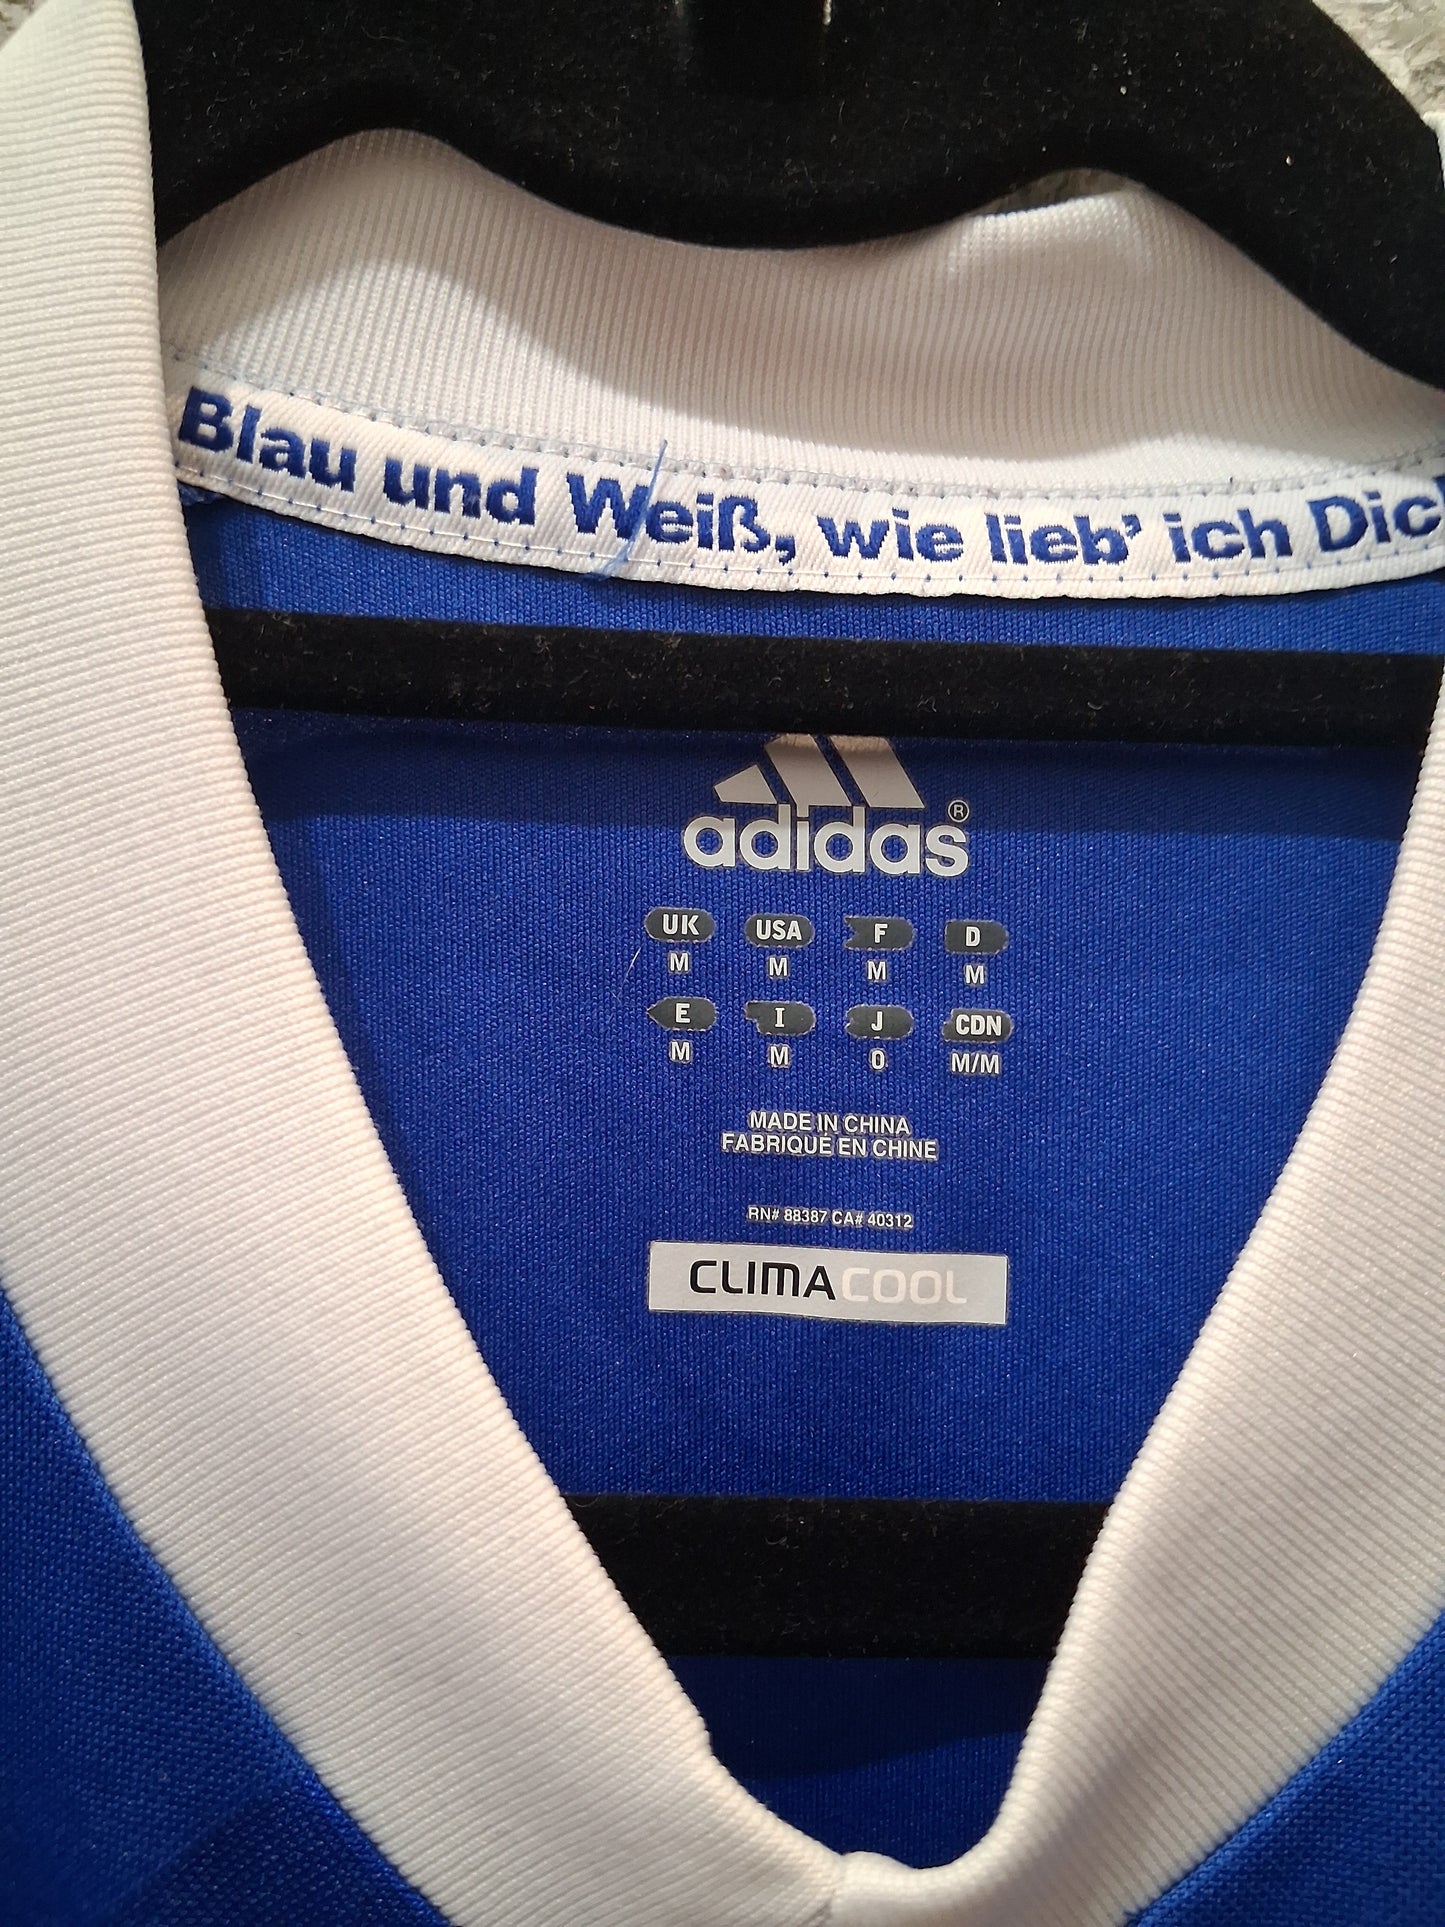 Blau und Weiß, wie lieb' ich Dich
adidas®
UK USA F D
M M M M
E I J CDN
M M O M/M
MADE IN CHINA
FABRIQUÉ EN CHINE
RN# 88387 CA# 40312
CLIMACOOL